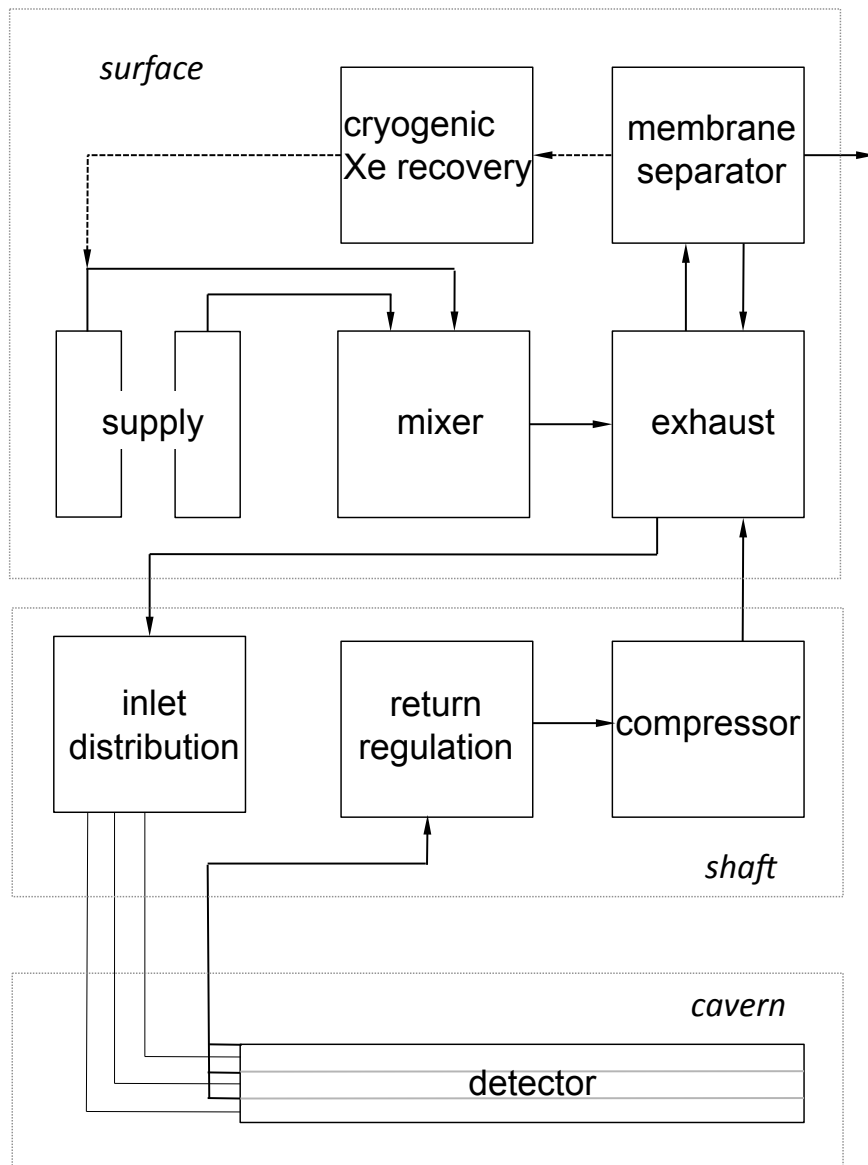 surface
cryogenic
Xe recovery
membrane
separator
supply
mixer
exhaust
inlet
distribution
return
regulation
compressor
shaft
cavern
detector